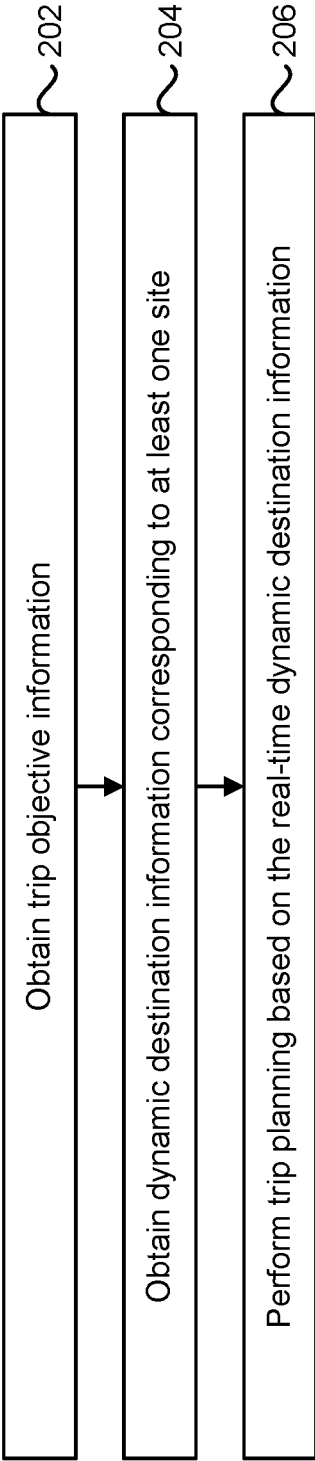 Obtain trip objective information
202
Obtain dynamic destination information corresponding to at least one site
204
Perform trip planning based on the real-time dynamic destination information
206